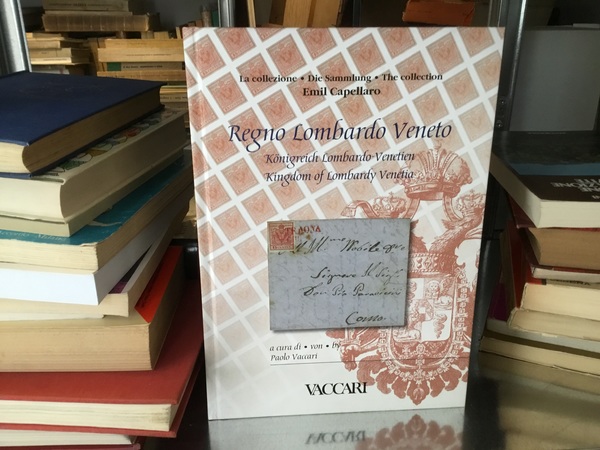 La collezione • Die Sammlung • The collection
Emil Capellaro
Regno Lombardo Veneto
Königreich Lombardo-Venetien
Kingdom of Lombardy Venetia
Como
a cura di • von • by
Paolo Vaccari
VACCARI